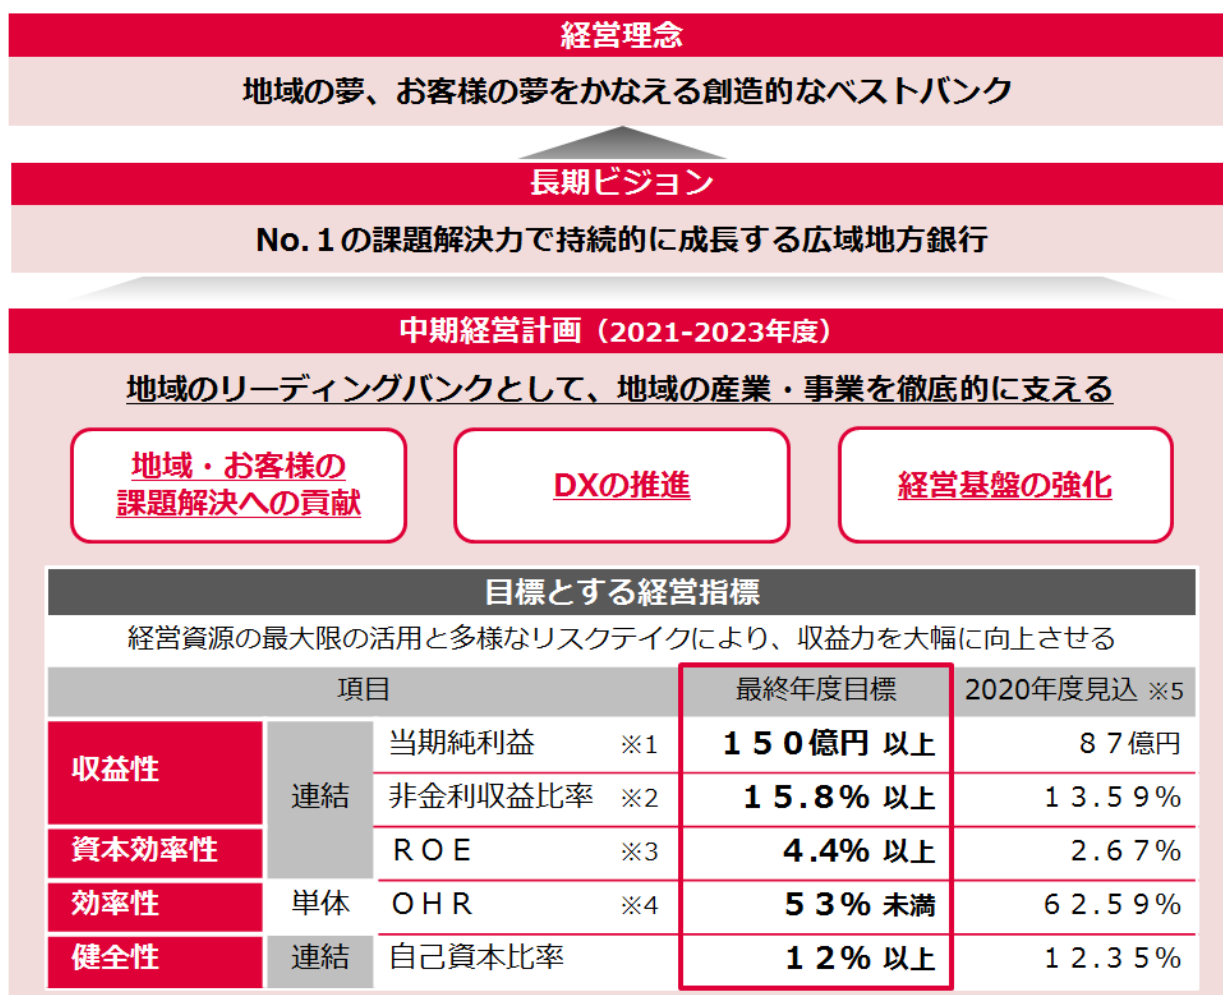 経営理念
地域の夢、お客様の夢をかなえる創造的なベストバンク
長期ビジョン
No.1の課題解決力で持続的に成長する広域地方銀行
中期経営計画（2021-2023年度）
地域のリーディングバンクとして、地域の産業・事業を徹底的に支える
地域・お客様の
課題解決への貢献
DXの推進
経営基盤の強化
目標とする経営指標
経営資源の最大限の活用と多様なリスクテイクにより、収益力を大幅に向上させる
項目 最終年度目標 2020年度見込 ※5
収益性 連結 当期純利益 ※1 １５０億円 以上 ８７億円
非金利収益比率 ※2 １５.８% 以上 １３.５９%
資本効率性 ＲＯＥ ※3 ４.４% 以上 ２.６７%
効率性 単体 ＯＨＲ ※4 ５３% 未満 ６２.５９%
健全性 連結 自己資本比率 １２% 以上 １２.３５%